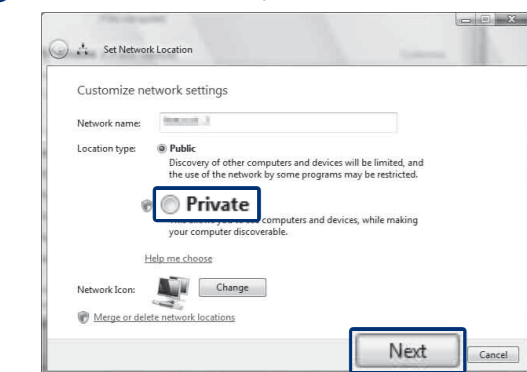 Set Network Location
Customize network settings
Network name:
Location type:
Public
Discovery of other computers and devices will be limited, and
the use of the network by some programs may be restricted.
Private
computers and devices, while making
your computer discoverable.
Help me choose
Network Icon:
Change
Merge or delete network locations
Next
Cancel